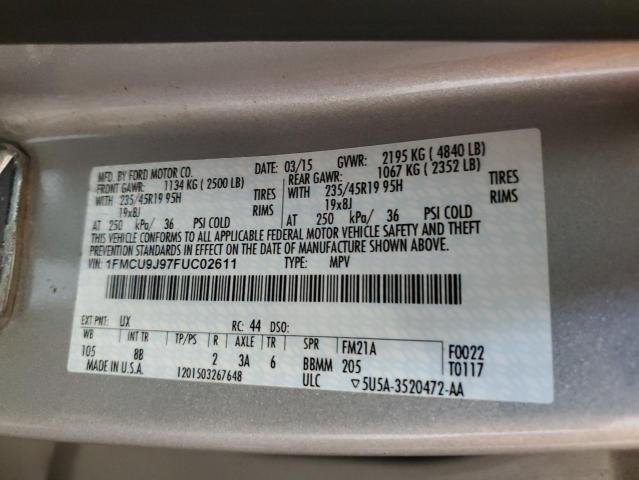 MFD. BY FORD MOTOR CO. DATE: 03/15 GVWR: 2195 KG ( 4840 LB)
FRONT GAWR: 1134 KG ( 2500 LB) REAR GAWR: 1067 KG ( 2352 LB)
WITH 235/45R19 95H TIRES WITH 235/45R19 95H TIRES
19x8J RIMS 19x8J RIMS
AT 250 kPa/ 36 PSI COLD AT 250 kPa/ 36 PSI COLD
THIS VEHICLE CONFORMS TO ALL APPLICABLE FEDERAL MOTOR VEHICLE SAFETY AND THEFT
PREVENTION STANDARDS IN EFFECT ON THE DATE OF MANUFACTURE SHOWN ABOVE.
VIN: 1FMCU9J97FUC02611 TYPE: MPV
EXT PNT: UX RC: 44 DSO:
WB INT TR TP/PS R AXLE TR SPR FM21A F0022
105 8B 2 3A 6 BBMM 205 T0117
MADE IN U.S.A. 1201503267648 ULC ▽5U5A-3520472-AA